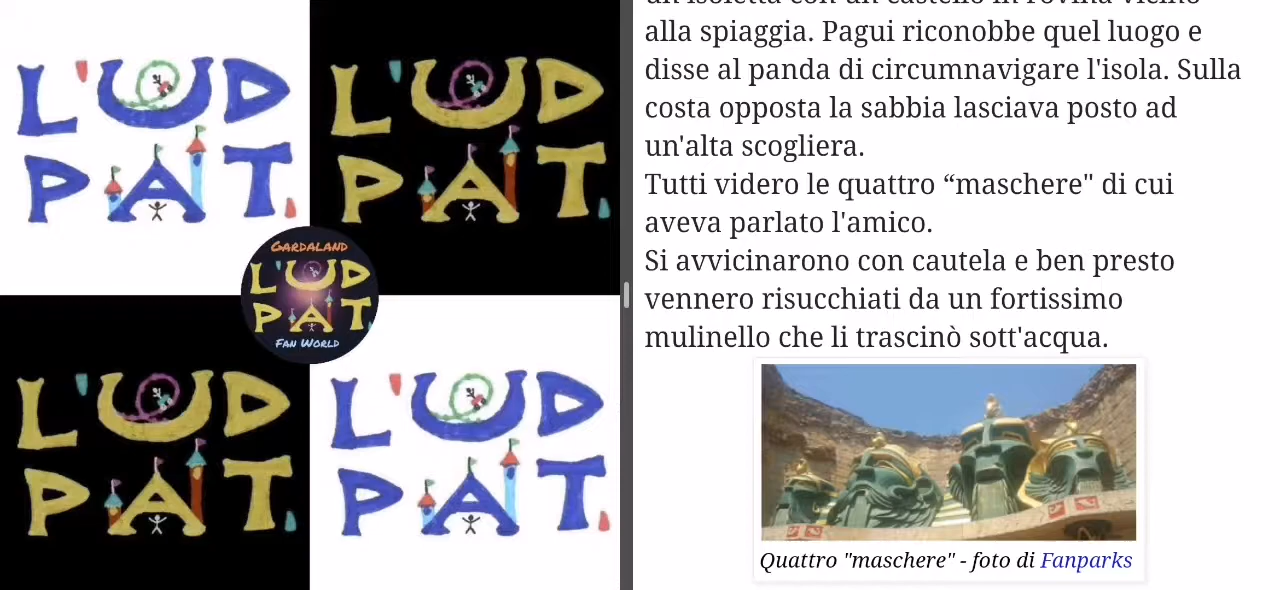 L'UD
PAT.
L'UD
PAT.
GARDALAND
L'UD
PAT.
FAN WORLD
L'UD
PAT.
L'UD
PAT.
alla spiaggia. Pagui riconobbe quel luogo e
disse al panda di circumnavigare l'isola. Sulla
costa opposta la sabbia lasciava posto ad
un'alta scogliera.
Tutti videro le quattro “maschere" di cui
aveva parlato l'amico.
Si avvicinarono con cautela e ben presto
vennero risucchiati da un fortissimo
mulinello che li trascinò sott'acqua.
Quattro "maschere" - foto di Fanparks